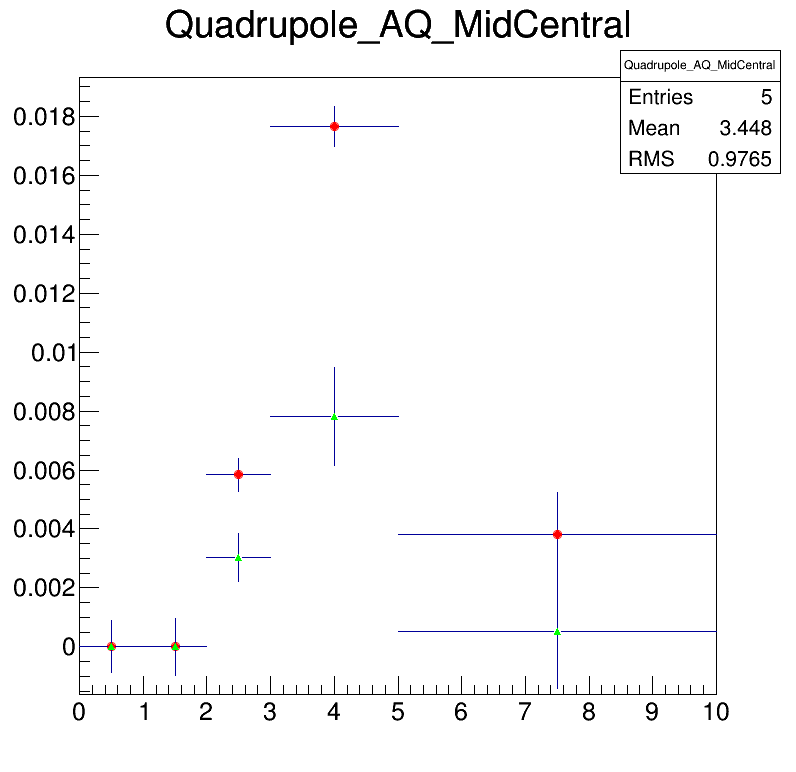 Quadrupole_AQ_MidCentral
Quadrupole_AQ_MidCentral
Entries 5
Mean 3.448
RMS 0.9765
0.018
0.016
0.014
0.012
0.01
0.008
0.006
0.004
0.002
0
0 1 2 3 4 5 6 7 8 9 10